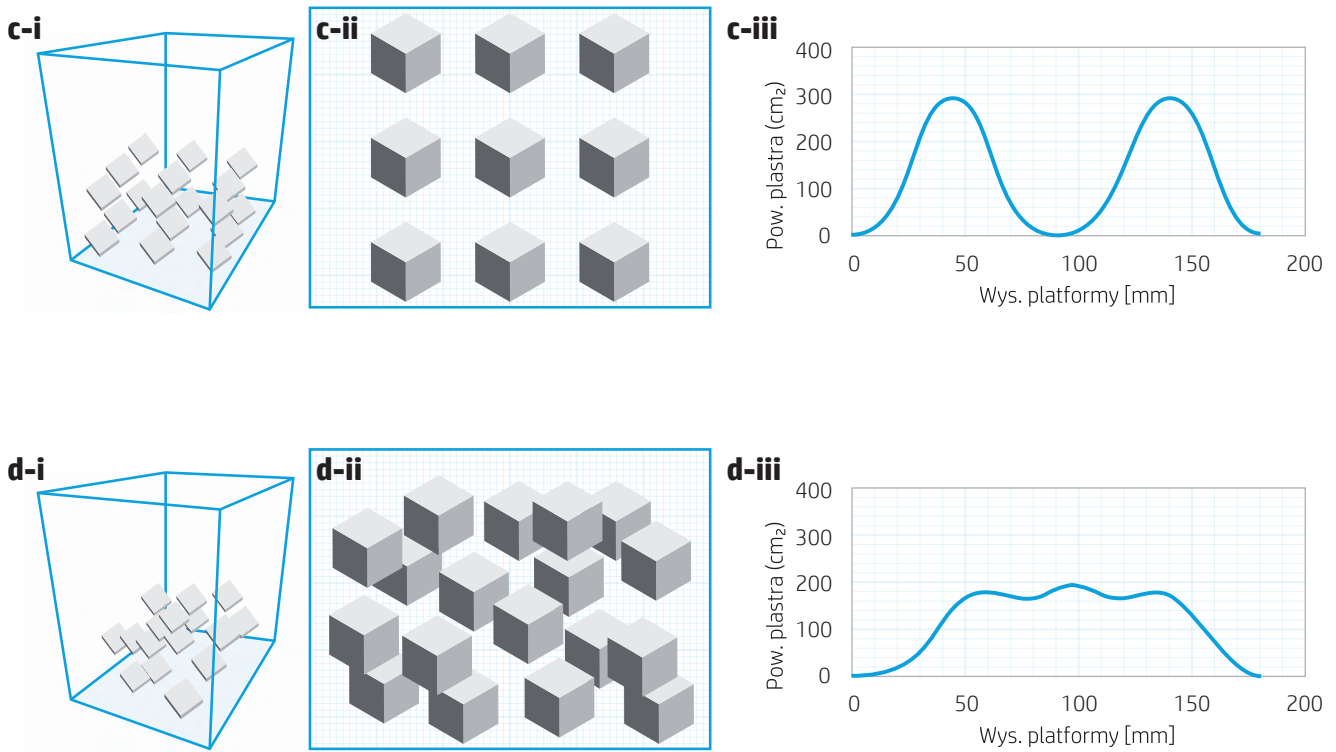 c-i
c-ii
c-iii
400
300
200
100
0
Pow. plastra (cm₂)
0 50 100 150 200
Wys. platformy [mm]
d-i
d-ii
d-iii
400
300
200
100
0
Pow. plastra (cm₂)
0 50 100 150 200
Wys. platformy [mm]